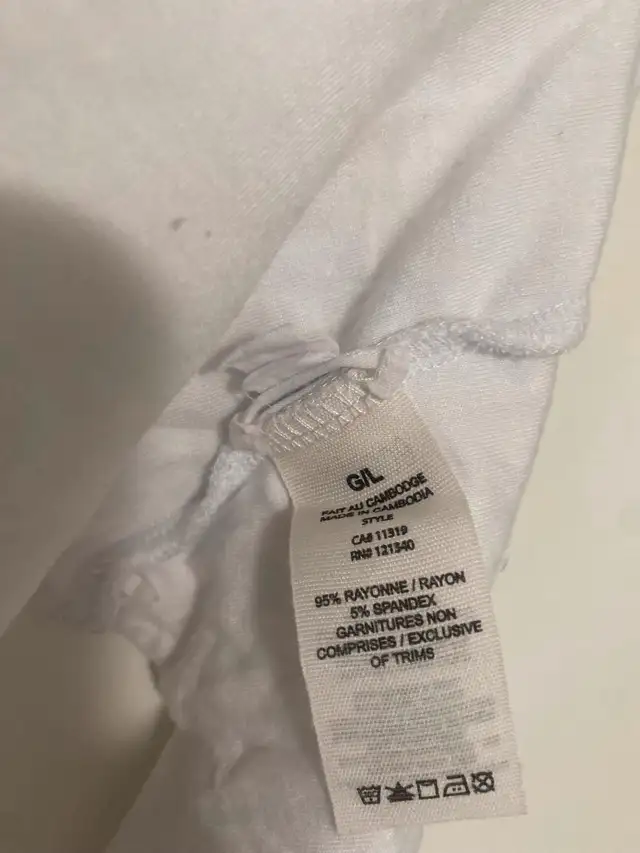 G/L
FAIT AU CAMBODGE
MADE IN CAMBODIA
STYLE
CA# 11319
RN# 121340
95% RAYONNE / RAYON
5% SPANDEX
GARNITURES NON
COMPRISES / EXCLUSIVE
OF TRIMS